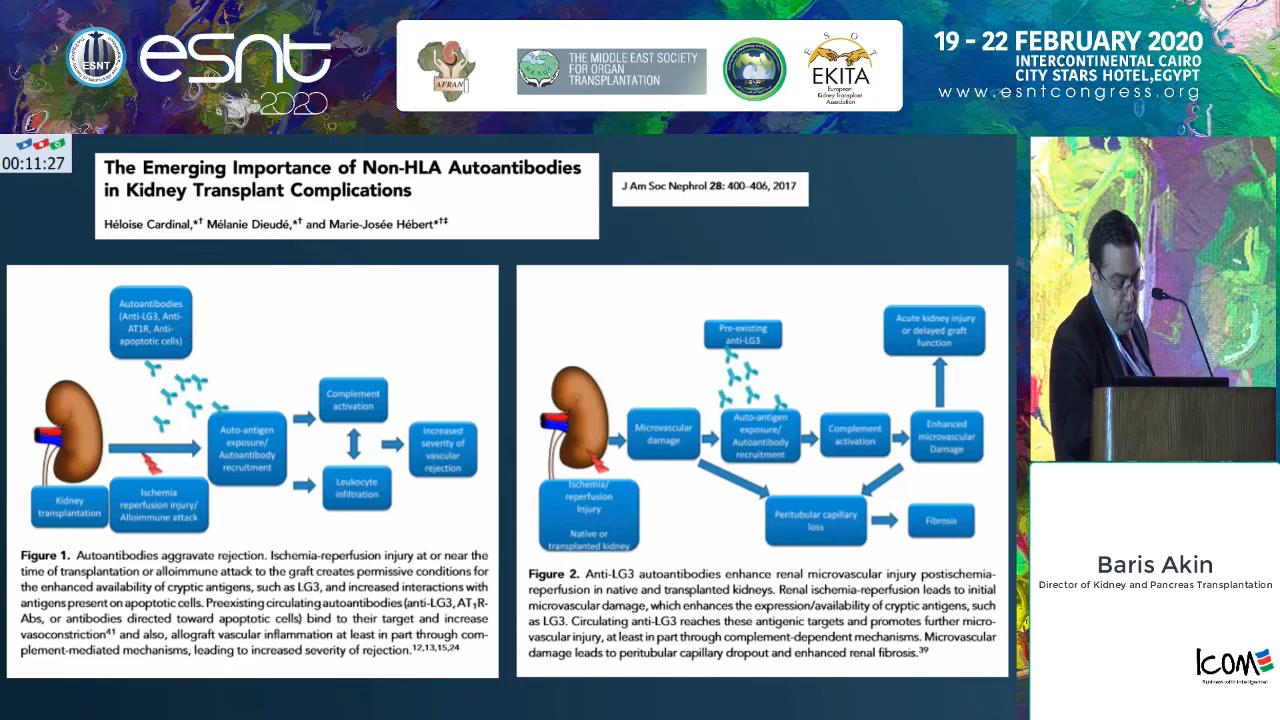 ESNT
esnt
2020
AFRAN
THE MIDDLE EAST SOCIETY
FOR ORGAN
TRANSPLANTATION
E S O T
EKITA
European
Kidney Transplant
Association
19 - 22 FEBRUARY 2020
INTERCONTINENTAL CAIRO
CITY STARS HOTEL,EGYPT
www.esntcongress.org
00:11:27
The Emerging Importance of Non-HLA Autoantibodies
in Kidney Transplant Complications
Héloise Cardinal,*† Mélanie Dieudé,*† and Marie-Josée Hébert*†‡
J Am Soc Nephrol 28: 400–406, 2017
Autoantibodies
(Anti-LG3, Anti-
AT1R, Anti-
apoptotic cells)
Kidney
transplantation
Ischemia
reperfusion injury/
Alloimmune attack
Auto-antigen
exposure/
Autoantibody
recruitment
Complement
activation
Leukocyte
infiltration
Increased
severity of
vascular
rejection
Figure 1. Autoantibodies aggravate rejection. Ischemia-reperfusion injury at or near the
time of transplantation or alloimmune attack to the graft creates permissive conditions for
the enhanced availability of cryptic antigens, such as LG3, and increased interactions with
antigens present on apoptotic cells. Preexisting circulating autoantibodies (anti-LG3, AT1R-
Abs, or antibodies directed toward apoptotic cells) bind to their target and increase
vasoconstriction41 and also, allograft vascular inflammation at least in part through com-
plement-mediated mechanisms, leading to increased severity of rejection.12,13,15,24
Pre-existing
anti-LG3
Acute kidney injury
or delayed graft
function
Microvascular
damage
Auto-antigen
exposure/
Autoantibody
recruitment
Complement
activation
Enhanced
microvascular
Damage
Ischemia/
reperfusion
Injury
Native or
transplanted kidney
Peritubular capillary
loss
Fibrosis
Figure 2. Anti-LG3 autoantibodies enhance renal microvascular injury postischemia-
reperfusion in native and transplanted kidneys. Renal ischemia-reperfusion leads to initial
microvascular damage, which enhances the expression/availability of cryptic antigens, such
as LG3. Circulating anti-LG3 reaches these antigenic targets and promotes further micro-
vascular injury, at least in part through complement-dependent mechanisms. Microvascular
damage leads to peritubular capillary dropout and enhanced renal fibrosis.39
Baris Akin
Director of Kidney and Pancreas Transplantation
ICOM
Business with Intelligence!